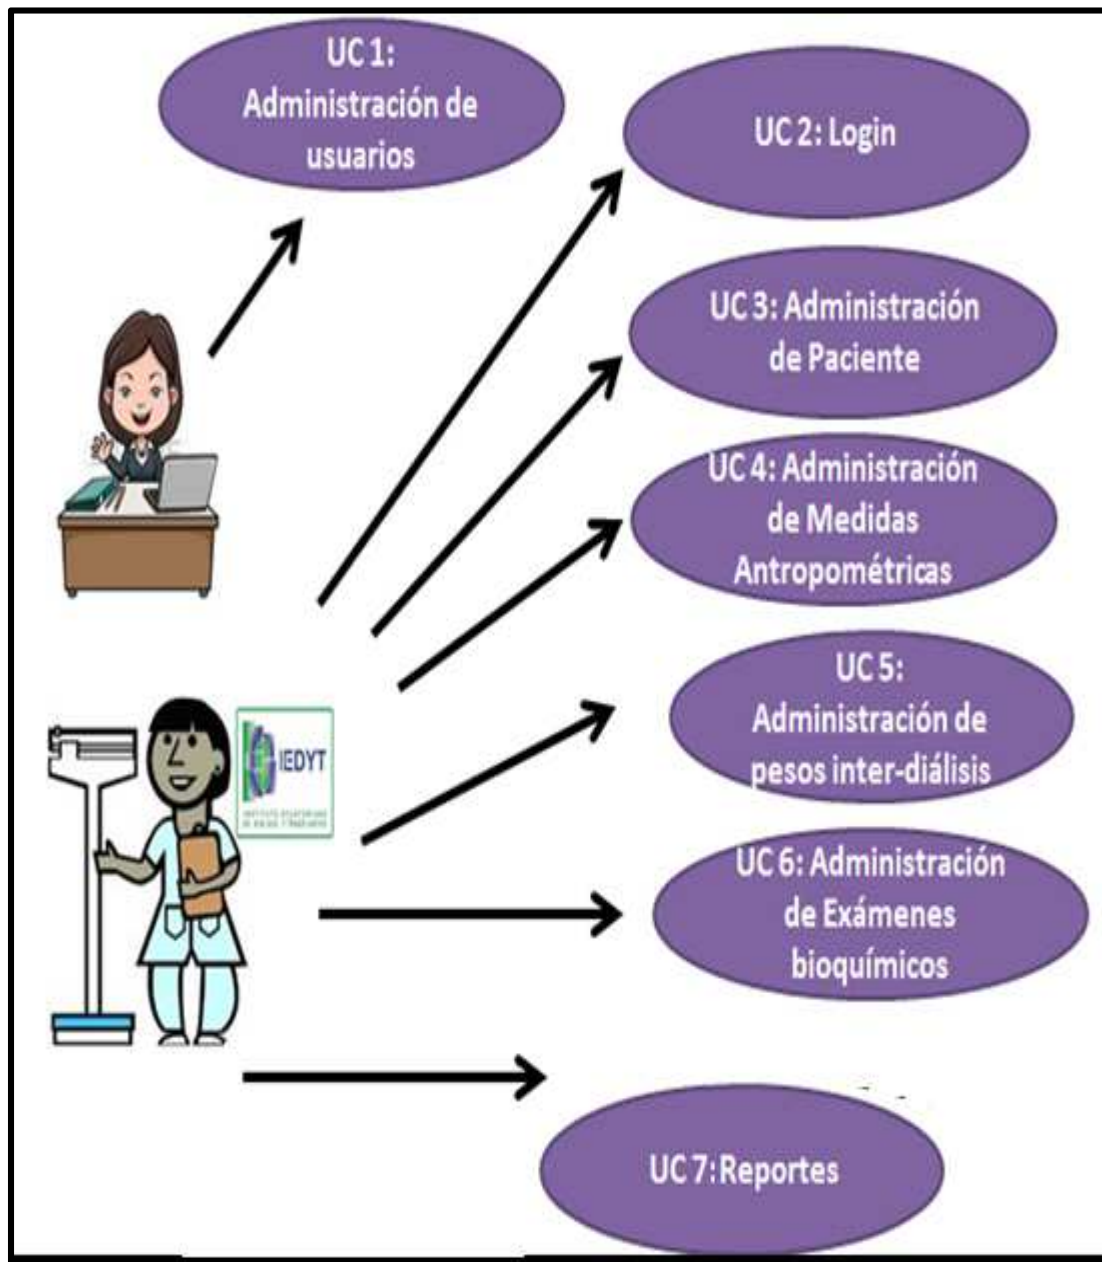 UC 1:
Administración de
usuarios
UC 2: Login
UC 3: Administración
de Paciente
UC 4: Administración
de Medidas
Antropométricas
UC 5:
Administración de
pesos inter-diálisis
IEDYT
UC 6: Administración
de Exámenes
bioquímicos
UC 7: Reportes